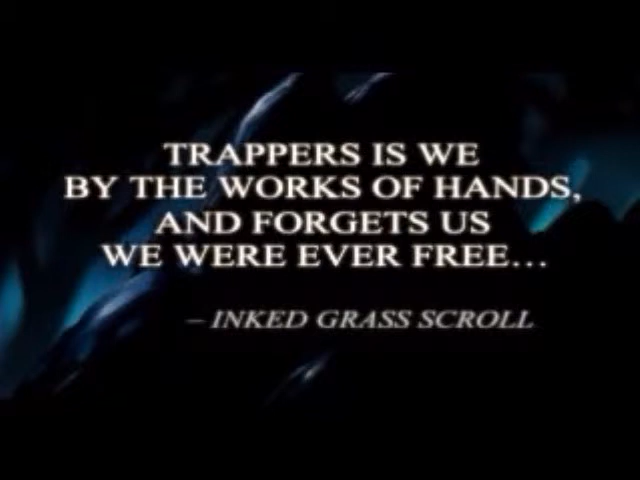 TRAPPERS IS WE
BY THE WORKS OF HANDS,
AND FORGETS US
WE WERE EVER FREE...
– INKED GRASS SCROLL